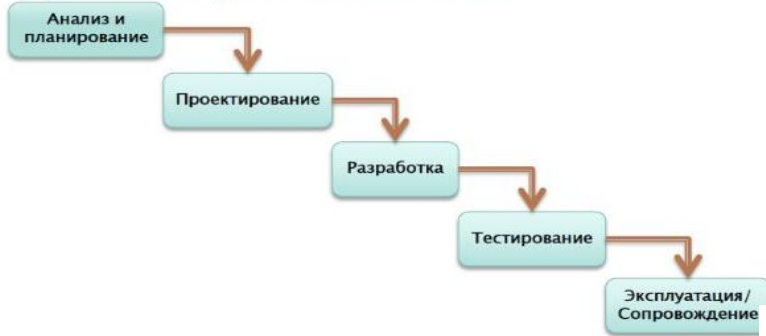 Анализ и
планирование
Проектирование
Разработка
Тестирование
Эксплуатация/
Сопровождение